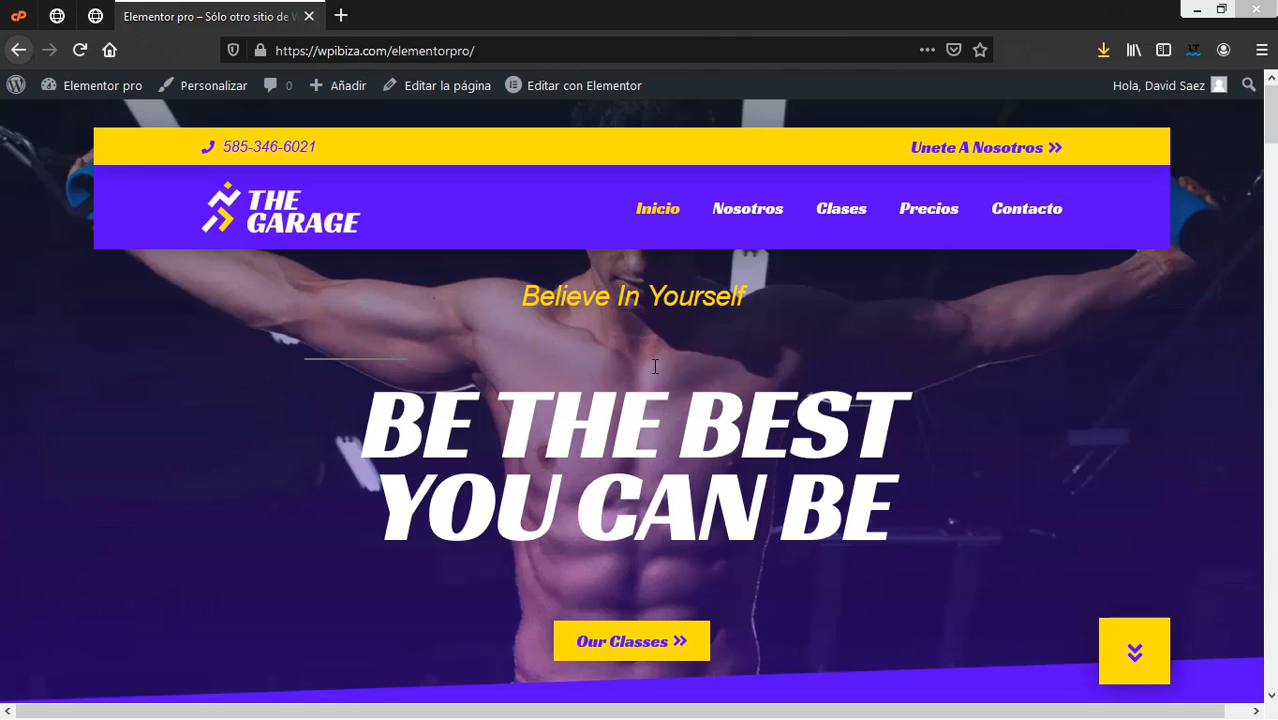 cP
Elementor pro – Sólo otro sitio de W
https://wpibiza.com/elementorpro/
Elementor pro
Personalizar
0
Añadir
Editar la página
Editar con Elementor
Hola, David Saez
585-346-6021
Unete A Nosotros
THE
GARAGE
Inicio
Nosotros
Clases
Precios
Contacto
Believe In Yourself
BE THE BEST
YOU CAN BE
Our Classes